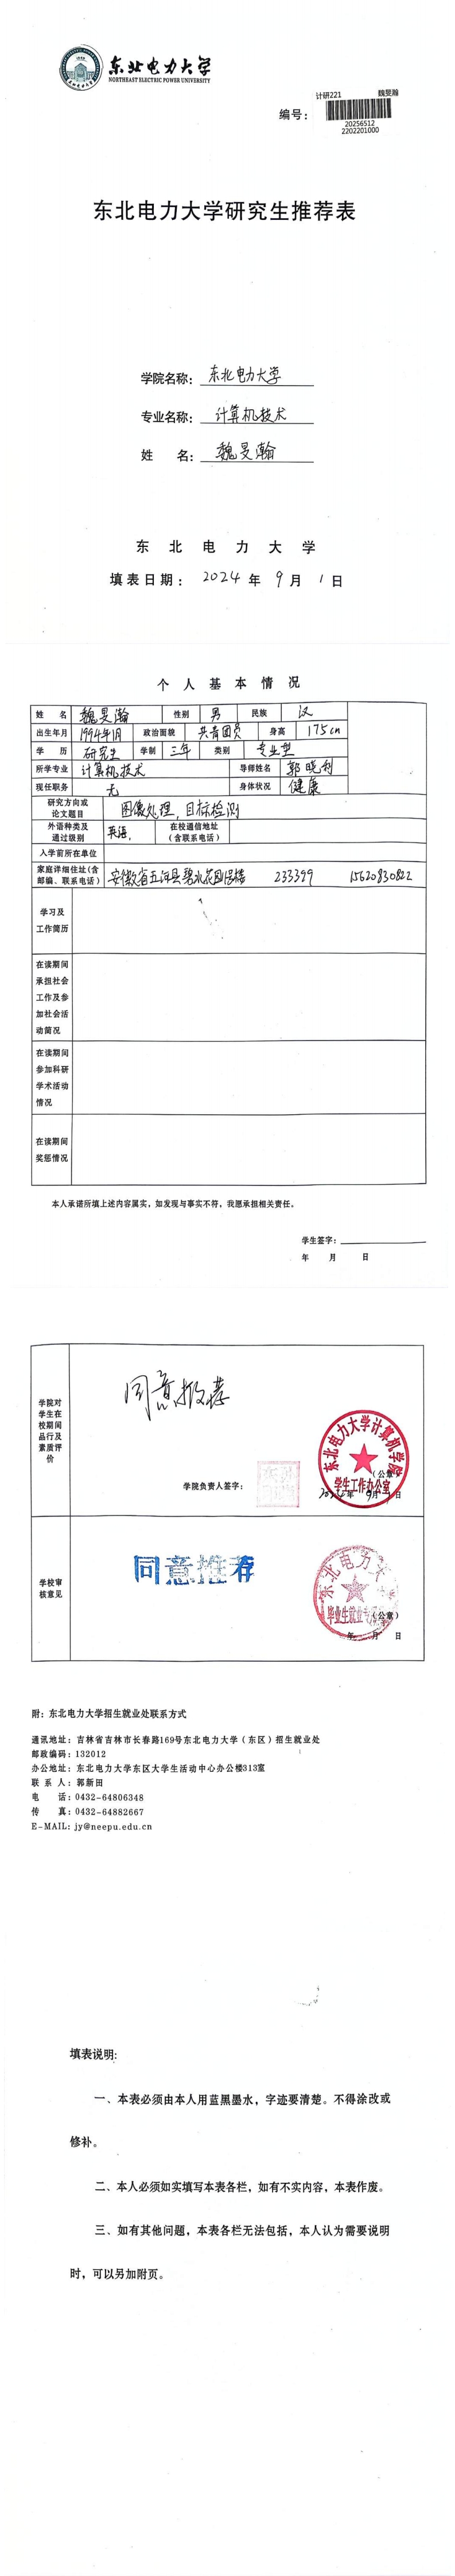 东北电力大学
NORTHEAST ELECTRIC POWER UNIVERSITY
计研221 魏旻瀚
编号：
20256512
2202201000
东北电力大学研究生推荐表
学院名称：东北电力大学
专业名称：计算机技术
姓 名：魏旻瀚
东北电力大学
填表日期：2024年9月1日
个人基本情况
姓名 魏旻瀚 性别 男 民族 汉
出生年月 1994年1月 政治面貌 共青团员 身高 175cm
学历 研究生 学制 三年 类别 专业型
所学专业 计算机技术 导师姓名 郭晓利
现任职务 无 身体状况 健康
研究方向或论文题目 图像处理，目标检测
外语种类及通过级别 英语. 在校通信地址（含联系电话）
入学前所在单位
家庭详细住址(含邮编、联系电话) 安徽省五河县碧水花园 233399 15620830822
学习及
工作简历
在读期间
承担社会
工作及参
加社会活
动简况
在读期间
参加科研
学术活动
情况
在读期间
奖惩情况
本人承诺所填上述内容属实，如发现与事实不符，我愿承担相关责任。
学生签字：
年 月 日
学院对
学生在
校期间
品行及
素质评
价
同意推荐
学院负责人签字：
东北电力大学计算机学院
学生工作办公室
（公章）
2024年9月1日
学校审
核意见
同意推荐
东北电力大
毕业生就业
（公章）
年 月 日
附：东北电力大学招生就业处联系方式
通讯地址：吉林省吉林市长春路169号东北电力大学（东区）招生就业处
邮政编码：132012
办公地址：东北电力大学东区大学生活动中心办公楼313室
联 系 人：郭新田
电 话：0432-64806348
传 真：0432-64882667
E-MAIL：jy@neepu.edu.cn
填表说明:
一、本表必须由本人用蓝黑墨水，字迹要清楚。不得涂改或
修补。
二、本人必须如实填写本表各栏，如有不实内容，本表作废。
三、如有其他问题，本表各栏无法包括，本人认为需要说明
时，可以另加附页。